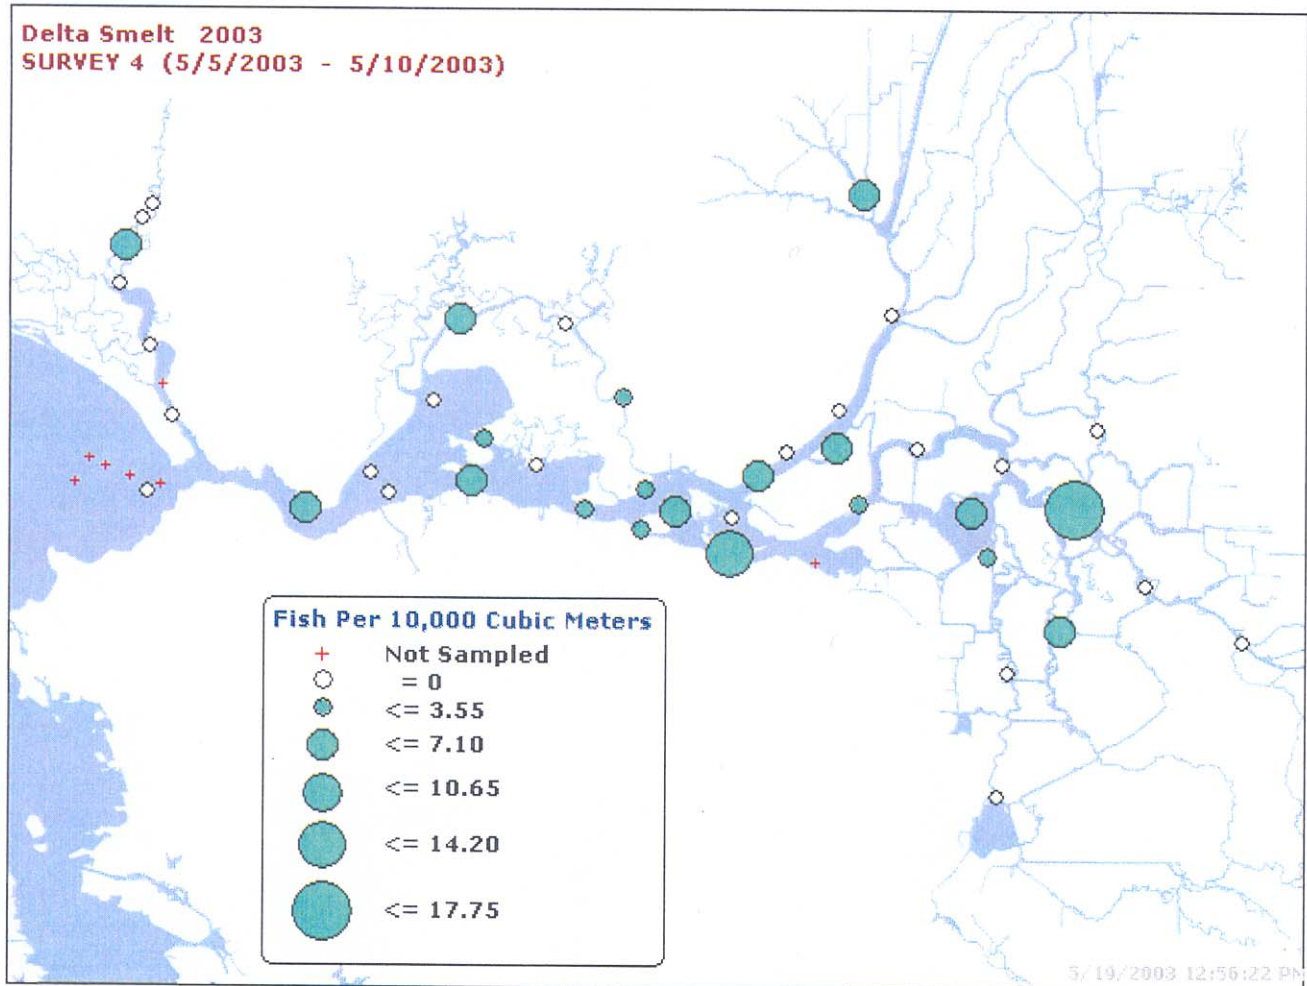 Delta Smelt 2003
SURVEY 4 (5/5/2003 - 5/10/2003)
Fish Per 10,000 Cubic Meters
Not Sampled
= 0
<= 3.55
<= 7.10
<= 10.65
<= 14.20
<= 17.75
5/19/2003 12:56:22 PM